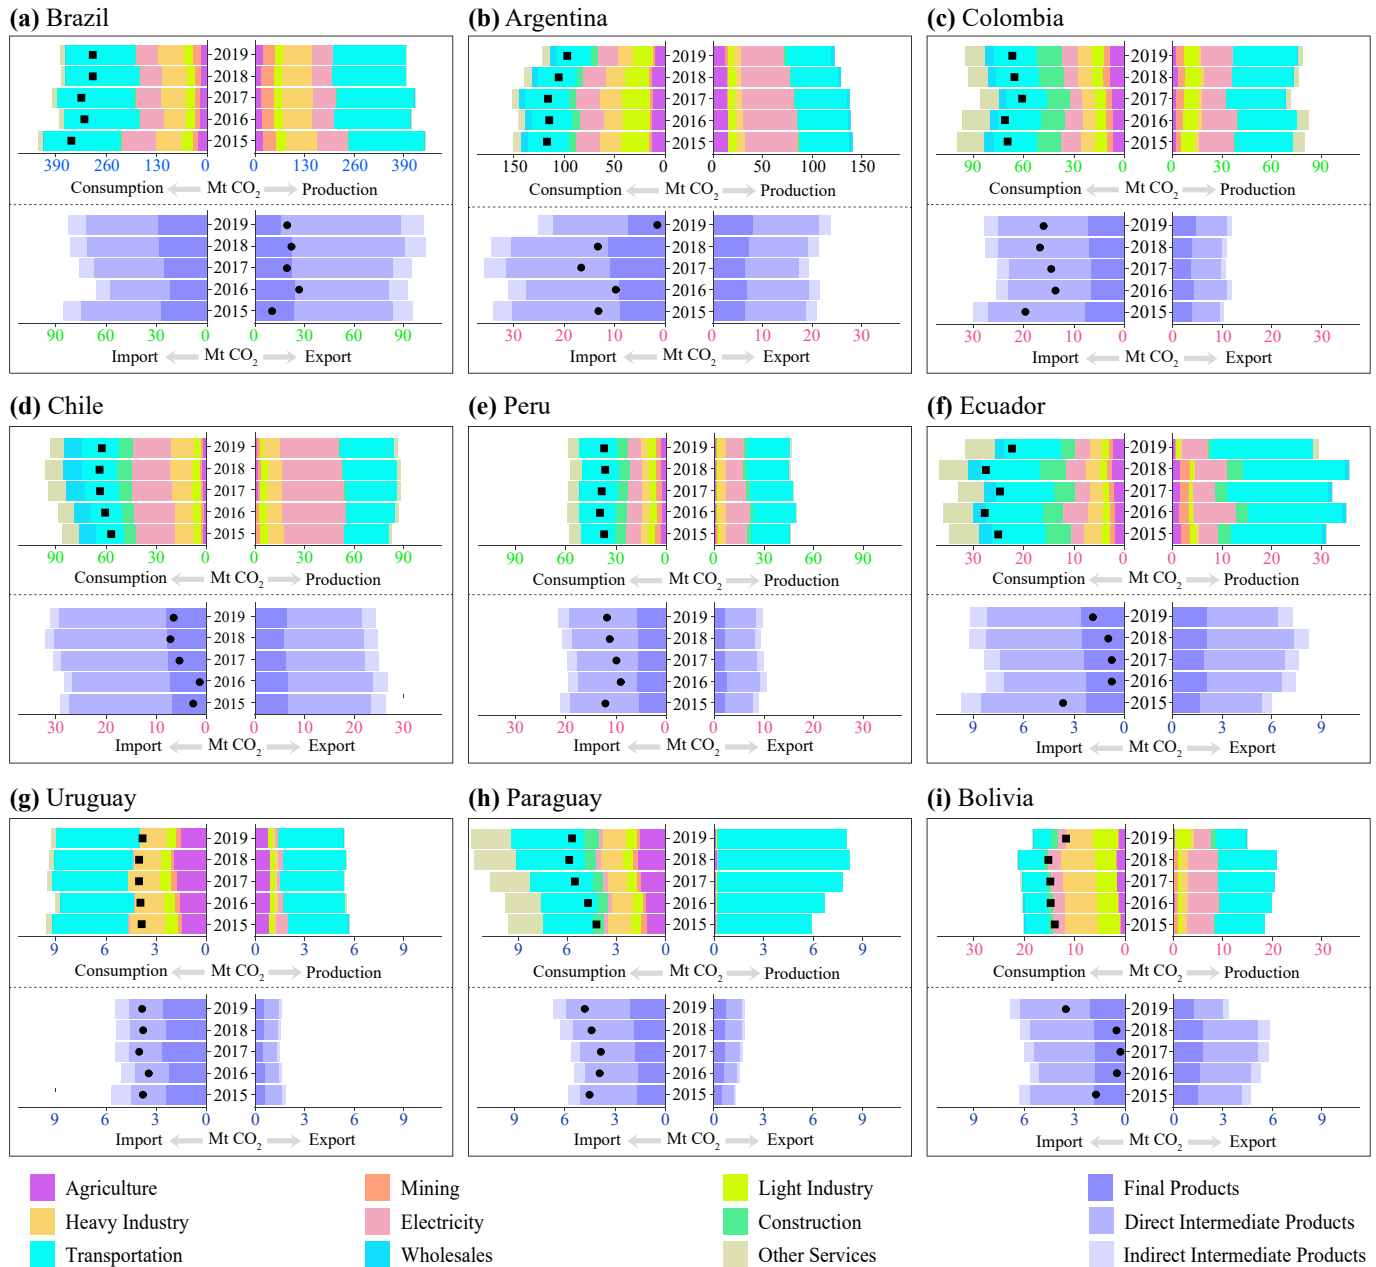 (a) Brazil
2019
2018
2017
2016
2015
390 260 130 0 0 130 260 390
Consumption Mt CO2 Production
2019
2018
2017
2016
2015
90 60 30 0 0 30 60 90
Import Mt CO2 Export
(b) Argentina
2019
2018
2017
2016
2015
150 100 50 0 0 50 100 150
Consumption Mt CO2 Production
2019
2018
2017
2016
2015
30 20 10 0 0 10 20 30
Import Mt CO2 Export
(c) Colombia
2019
2018
2017
2016
2015
90 60 30 0 0 30 60 90
Consumption Mt CO2 Production
2019
2018
2017
2016
2015
30 20 10 0 0 10 20 30
Import Mt CO2 Export
(d) Chile
2019
2018
2017
2016
2015
90 60 30 0 0 30 60 90
Consumption Mt CO2 Production
2019
2018
2017
2016
2015
30 20 10 0 0 10 20 30
Import Mt CO2 Export
(e) Peru
2019
2018
2017
2016
2015
90 60 30 0 0 30 60 90
Consumption Mt CO2 Production
2019
2018
2017
2016
2015
30 20 10 0 0 10 20 30
Import Mt CO2 Export
(f) Ecuador
2019
2018
2017
2016
2015
30 20 10 0 0 10 20 30
Consumption Mt CO2 Production
2019
2018
2017
2016
2015
9 6 3 0 0 3 6 9
Import Mt CO2 Export
(g) Uruguay
2019
2018
2017
2016
2015
9 6 3 0 0 3 6 9
Consumption Mt CO2 Production
2019
2018
2017
2016
2015
9 6 3 0 0 3 6 9
Import Mt CO2 Export
(h) Paraguay
2019
2018
2017
2016
2015
9 6 3 0 0 3 6 9
Consumption Mt CO2 Production
2019
2018
2017
2016
2015
9 6 3 0 0 3 6 9
Import Mt CO2 Export
(i) Bolivia
2019
2018
2017
2016
2015
30 20 10 0 0 10 20 30
Consumption Mt CO2 Production
2019
2018
2017
2016
2015
9 6 3 0 0 3 6 9
Import Mt CO2 Export
Agriculture Mining Light Industry Final Products
Heavy Industry Electricity Construction Direct Intermediate Products
Transportation Wholesales Other Services Indirect Intermediate Products